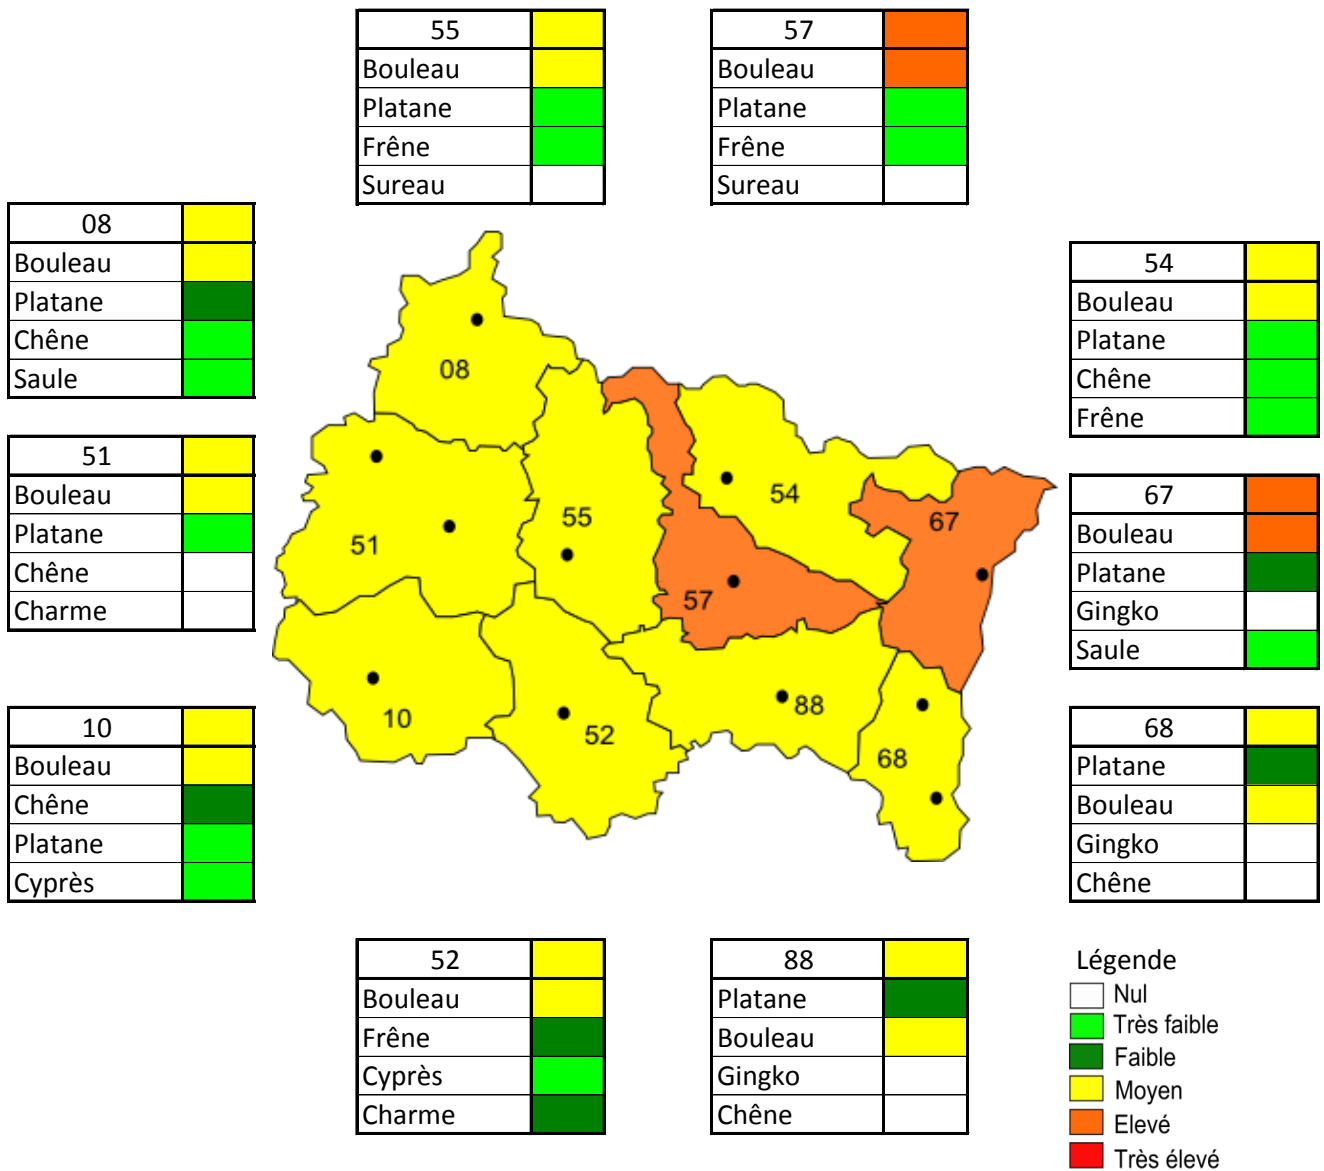 55
Bouleau
Platane
Frêne
Sureau
57
Bouleau
Platane
Frêne
Sureau
08
Bouleau
Platane
Chêne
Saule
54
Bouleau
Platane
Chêne
Frêne
51
Bouleau
Platane
Chêne
Charme
67
Bouleau
Platane
Gingko
Saule
10
Bouleau
Chêne
Platane
Cyprès
68
Platane
Bouleau
Gingko
Chêne
52
Bouleau
Frêne
Cyprès
Charme
88
Platane
Bouleau
Gingko
Chêne
08
54
55
67
51
57
10
88
52
68
Légende
Nul
Très faible
Faible
Moyen
Elevé
Très élevé